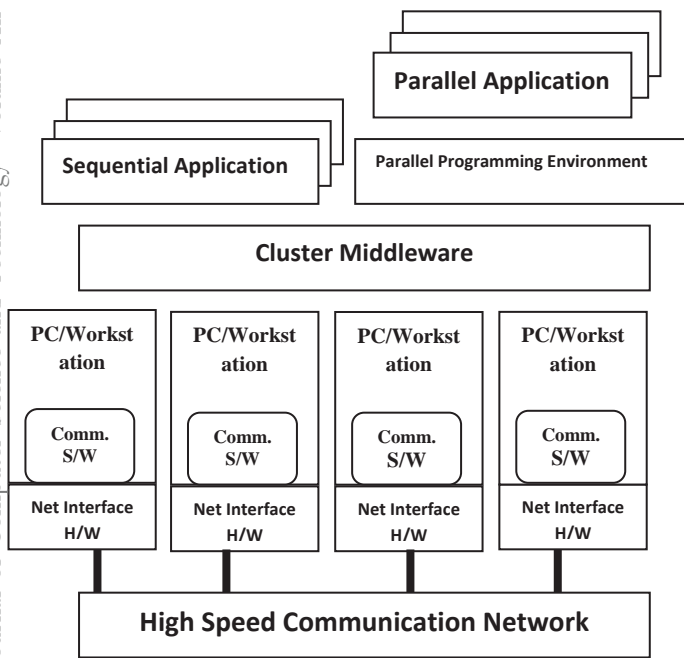 Parallel Application
Sequential Application
Parallel Programming Environment
Cluster Middleware
PC/Workst
ation
Comm.
S/W
Net Interface
H/W
PC/Workst
ation
Comm.
S/W
Net Interface
H/W
PC/Workst
ation
Comm.
S/W
Net Interface
H/W
PC/Workst
ation
Comm.
S/W
Net Interface
H/W
High Speed Communication Network